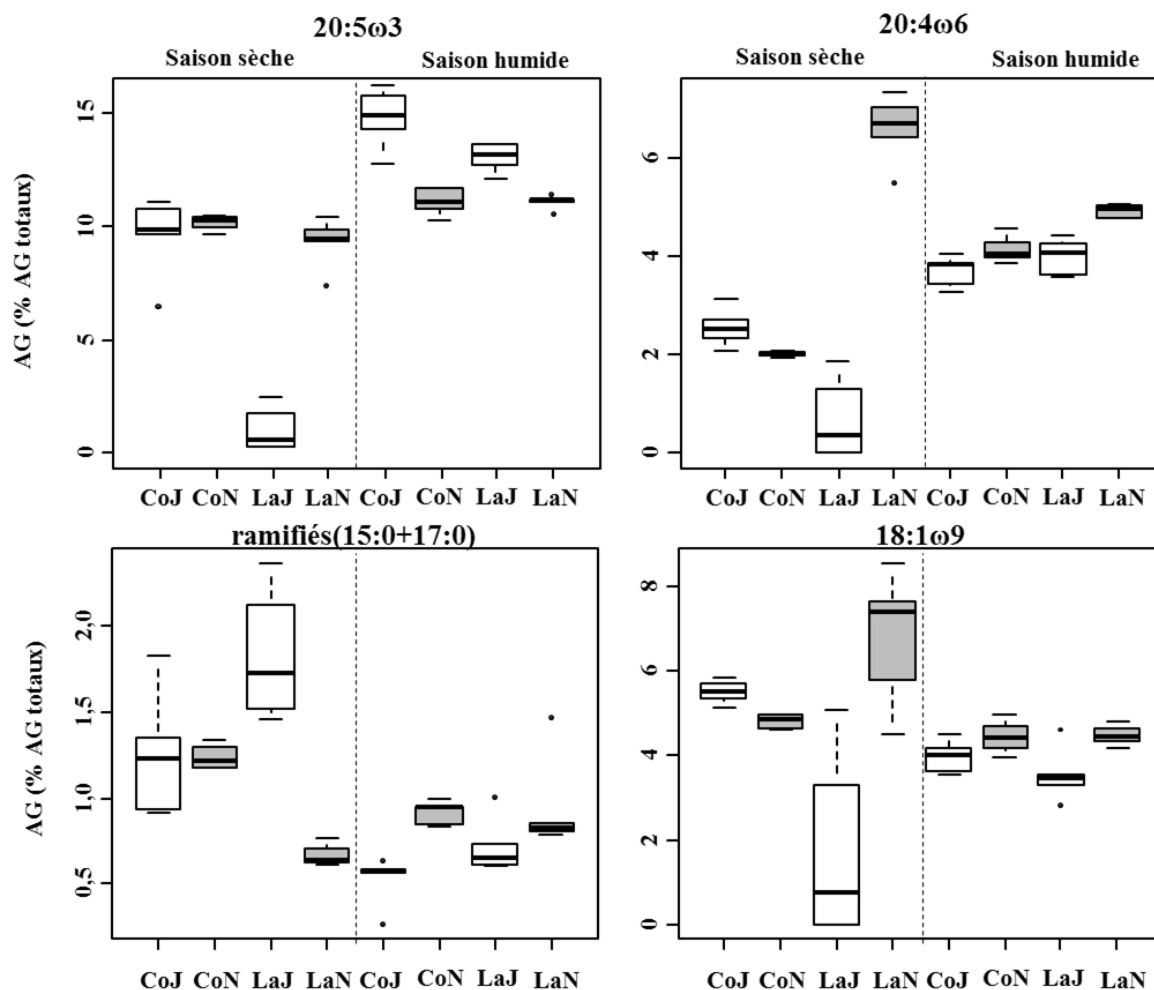 20:5ω3
20:4ω6
Saison sèche
Saison humide
Saison sèche
Saison humide
AG (% AG totaux)
15
10
5
0
6
4
2
0
CoJ CoN LaJ LaN CoJ CoN LaJ LaN
CoJ CoN LaJ LaN CoJ CoN LaJ LaN
ramifiés(15:0+17:0)
18:1ω9
AG (% AG totaux)
2,0
1,5
1,0
0,5
8
6
4
2
0
CoJ CoN LaJ LaN CoJ CoN LaJ LaN
CoJ CoN LaJ LaN CoJ CoN LaJ LaN